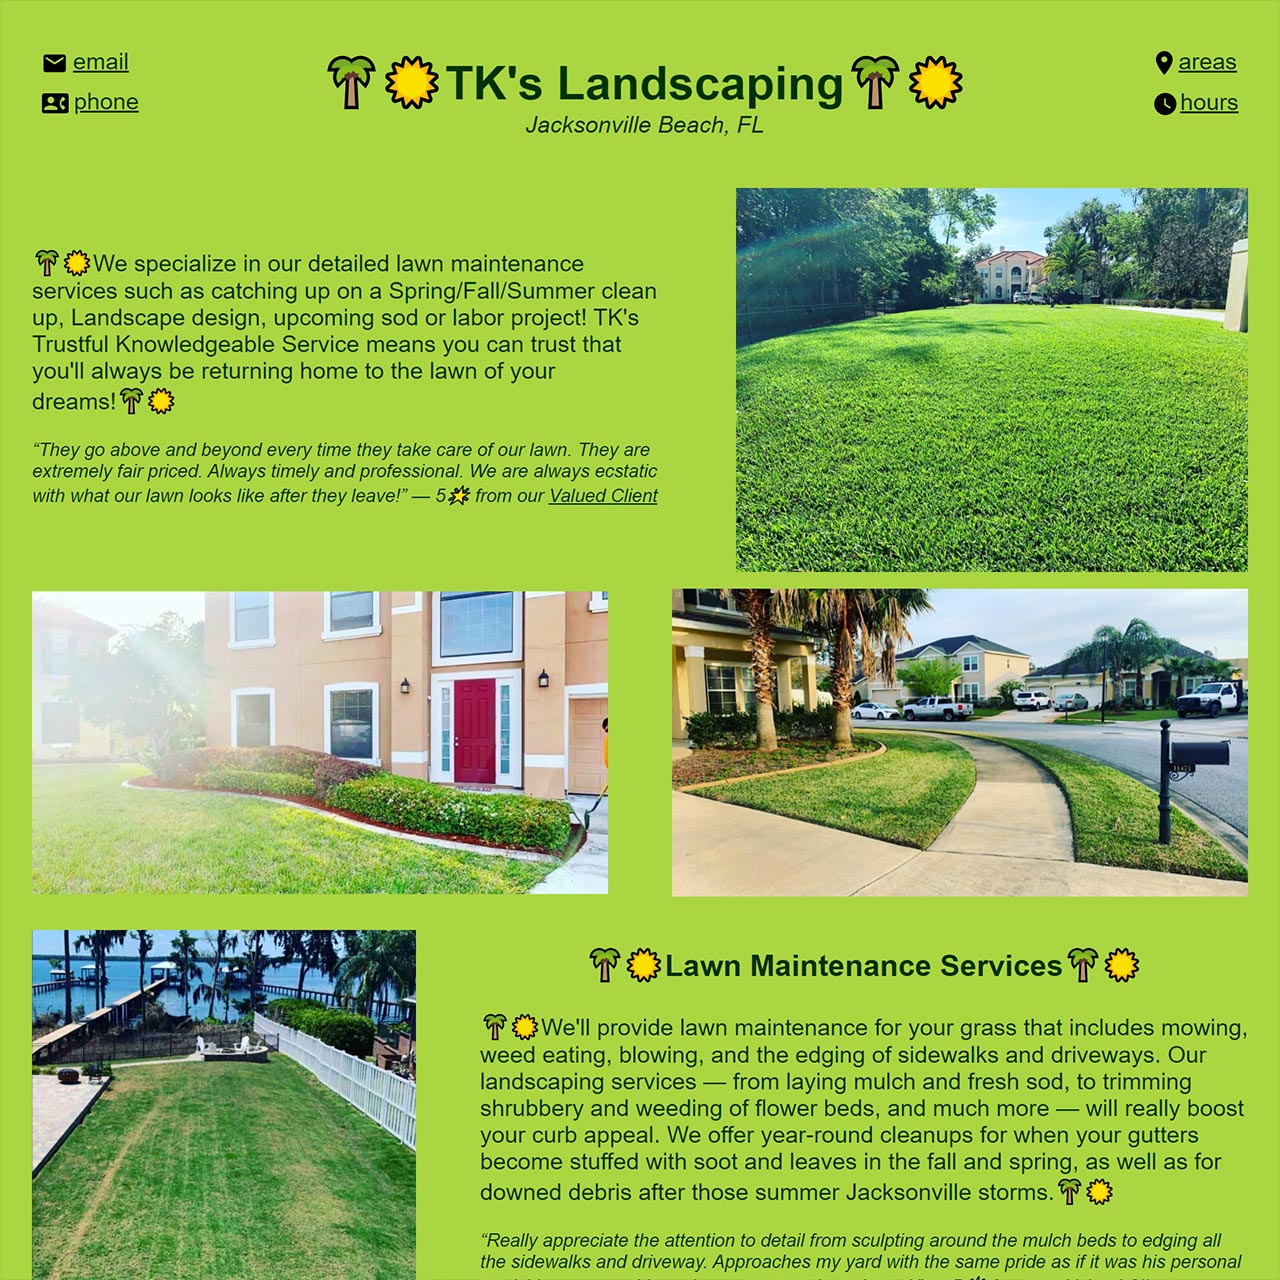 email
phone
🌴☀️TK's Landscaping🌴☀️
Jacksonville Beach, FL
areas
hours
🌴☀️We specialize in our detailed lawn maintenance
services such as catching up on a Spring/Fall/Summer clean
up, Landscape design, upcoming sod or labor project! TK's
Trustful Knowledgeable Service means you can trust that
you'll always be returning home to the lawn of your
dreams!🌴☀️
“They go above and beyond every time they take care of our lawn. They are
extremely fair priced. Always timely and professional. We are always ecstatic
with what our lawn looks like after they leave!” — 5🌟 from our Valued Client
11471
🌴☀️Lawn Maintenance Services🌴☀️
🌴☀️We'll provide lawn maintenance for your grass that includes mowing,
weed eating, blowing, and the edging of sidewalks and driveways. Our
landscaping services — from laying mulch and fresh sod, to trimming
shrubbery and weeding of flower beds, and much more — will really boost
your curb appeal. We offer year-round cleanups for when your gutters
become stuffed with soot and leaves in the fall and spring, as well as for
downed debris after those summer Jacksonville storms.🌴☀️
“Really appreciate the attention to detail from sculpting around the mulch beds to edging all
the sidewalks and driveway. Approaches my yard with the same pride as if it was his personal